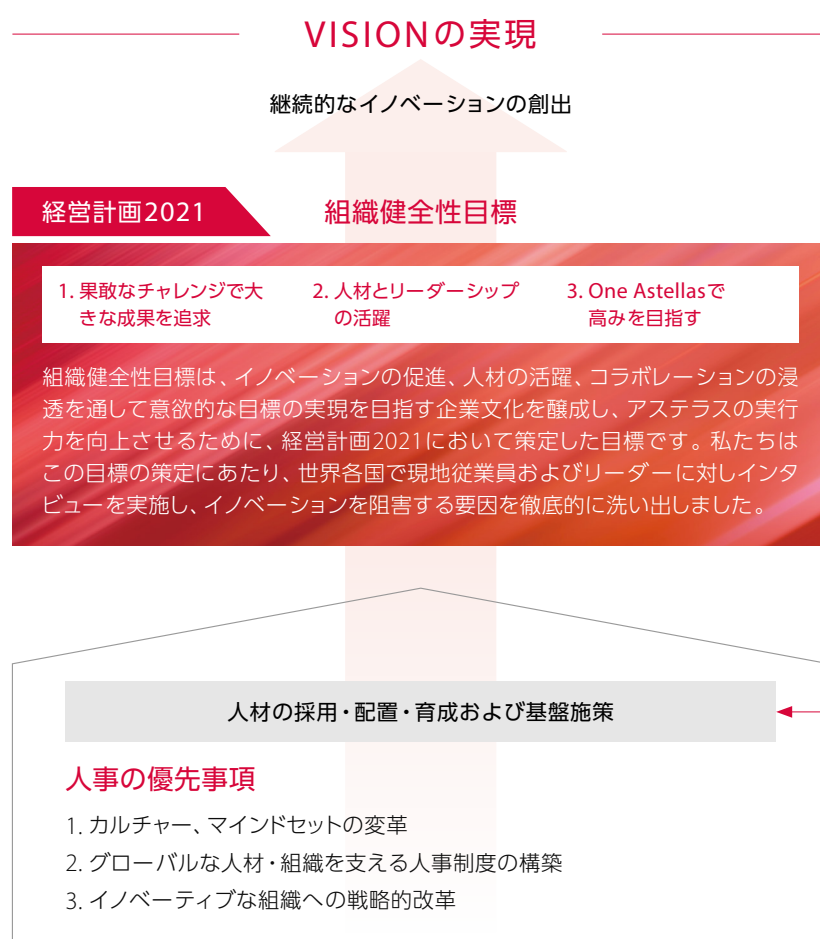 VISIONの実現
継続的なイノベーションの創出
経営計画2021
組織健全性目標
1. 果敢なチャレンジで大
きな成果を追求
2. 人材とリーダーシップ
の活躍
3. One Astellasで
高みを目指す
組織健全性目標は、イノベーションの促進、人材の活躍、コラボレーションの浸
透を通して意欲的な目標の実現を目指す企業文化を醸成し、アステラスの実行
力を向上させるために、経営計画2021において策定した目標です。私たちは
この目標の策定にあたり、世界各国で現地従業員およびリーダーに対しインタ
ビューを実施し、イノベーションを阻害する要因を徹底的に洗い出しました。
人材の採用・配置・育成および基盤施策
人事の優先事項
1. カルチャー、マインドセットの変革
2. グローバルな人材・組織を支える人事制度の構築
3. イノベーティブな組織への戦略的改革